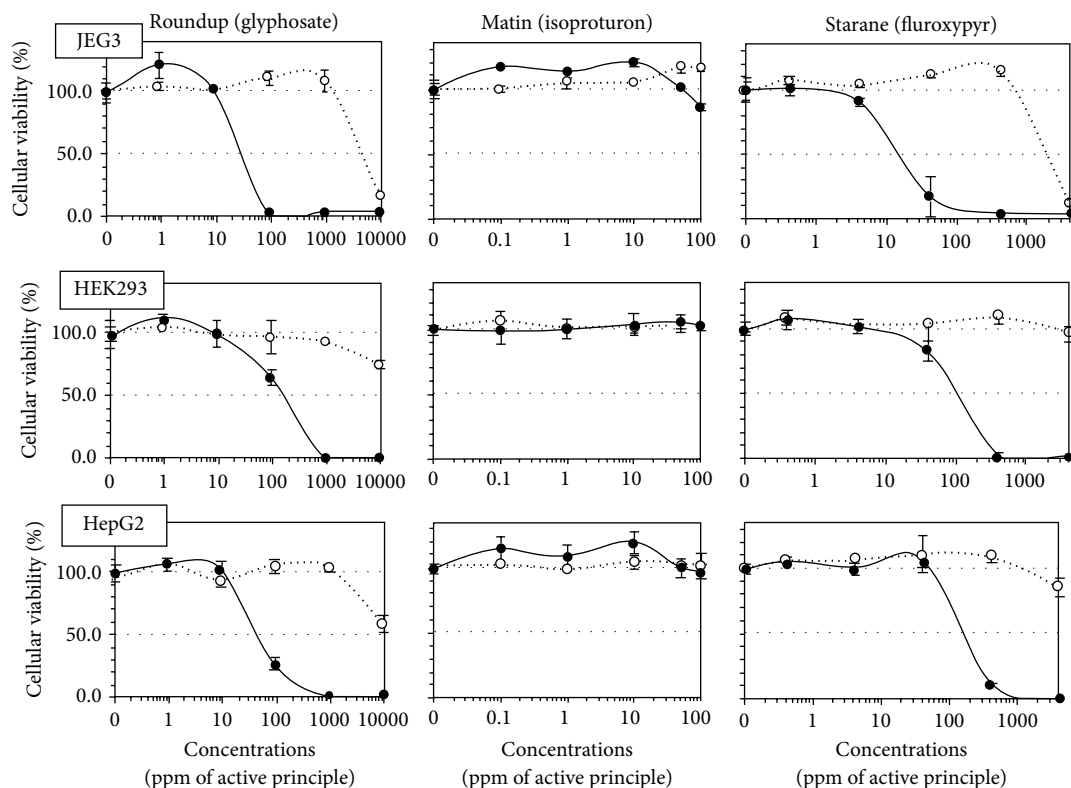 Roundup (glyphosate) Matin (isoproturon) Starane (fluroxypyr)
JEG3
Cellular viability (%)
100.0
50.0
0.0
0 1 10 100 1000 10000
0 0.1 1 10 100
0 1 10 100 1000
HEK293
Cellular viability (%)
100.0
50.0
0.0
0 1 10 100 1000 10000
0 0.1 1 10 100
0 1 10 100 1000
HepG2
Cellular viability (%)
100.0
50.0
0.0
0 1 10 100 1000 10000
0 0.1 1 10 100
0 1 10 100 1000
Concentrations
(ppm of active principle)
Concentrations
(ppm of active principle)
Concentrations
(ppm of active principle)